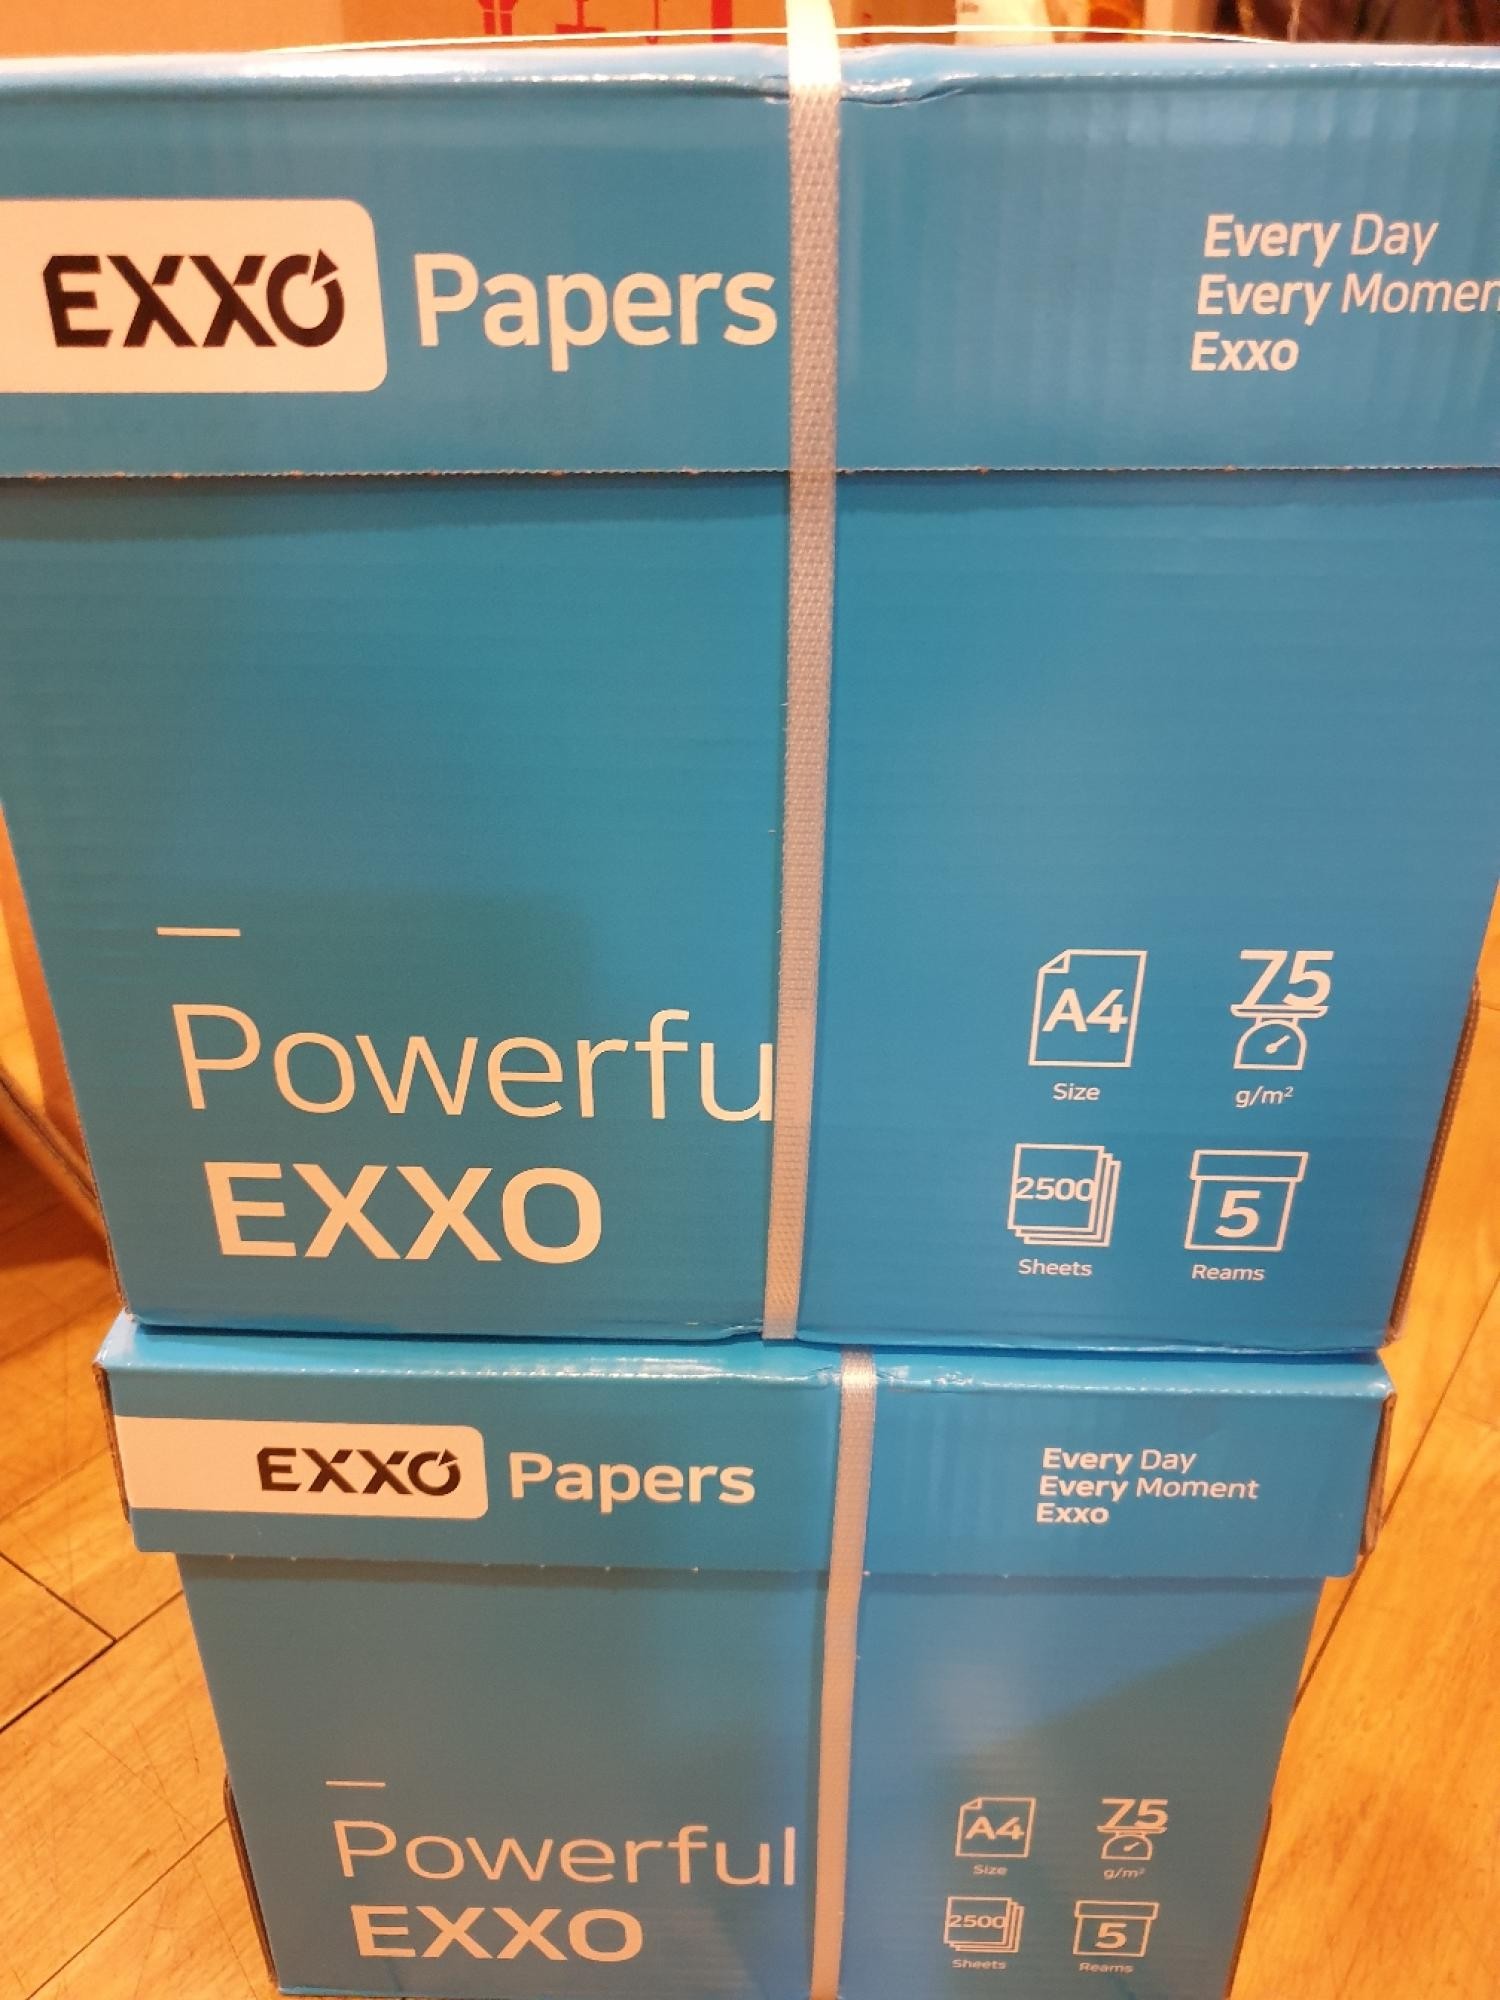 EXXO Papers
Every Day
Every Momen
Exxo
Powerfu
EXXO
A4
Size
75
g/m²
2500
Sheets
5
Reams
EXXO Papers
Every Day
Every Moment
Exxo
Powerful
EXXO
A4
Size
75
g/m²
2500
Sheets
5
Reams